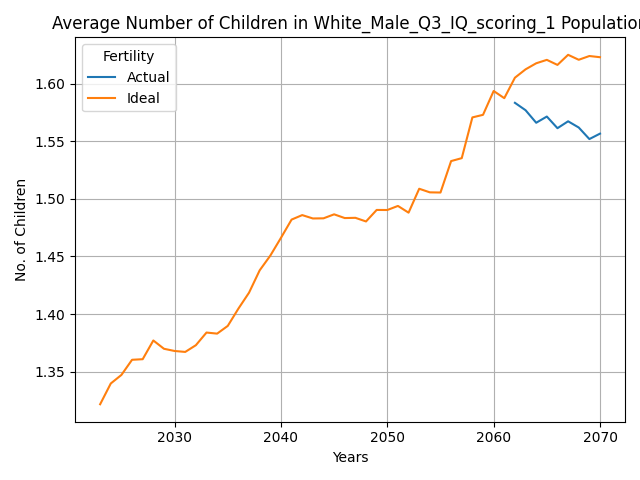 Average Number of Children in White_Male_Q3_IQ_scoring_1 Population
Fertility
Actual
Ideal
1.60
1.55
1.50
1.45
1.40
1.35
No. of Children
2030 2040 2050 2060 2070
Years